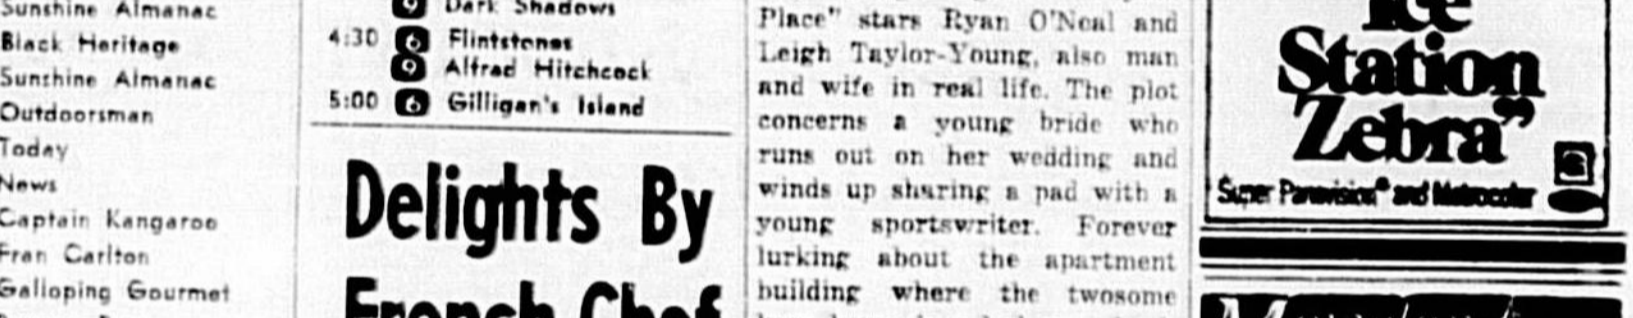 Sunshine Almanac
Black Heritage
Sunshine Almanac
Outdoorsman
Today
News
Captain Kangaroo
Fran Carlton
Galloping Gourmet
9 Dark Shadows
4:30 6 Flintstones
9 Alfred Hitchcock
5:00 6 Gilligan's Island
Delights By
French Chef
Place" stars Ryan O'Neal and
Leigh Taylor-Young, also man
and wife in real life. The plot
concerns a young bride who
runs out on her wedding and
winds up sharing a pad with a
young sportswriter. Forever
lurking about the apartment
building where the twosome
Ice
Station
Zebra"
Super Panavision® and Metrocolor